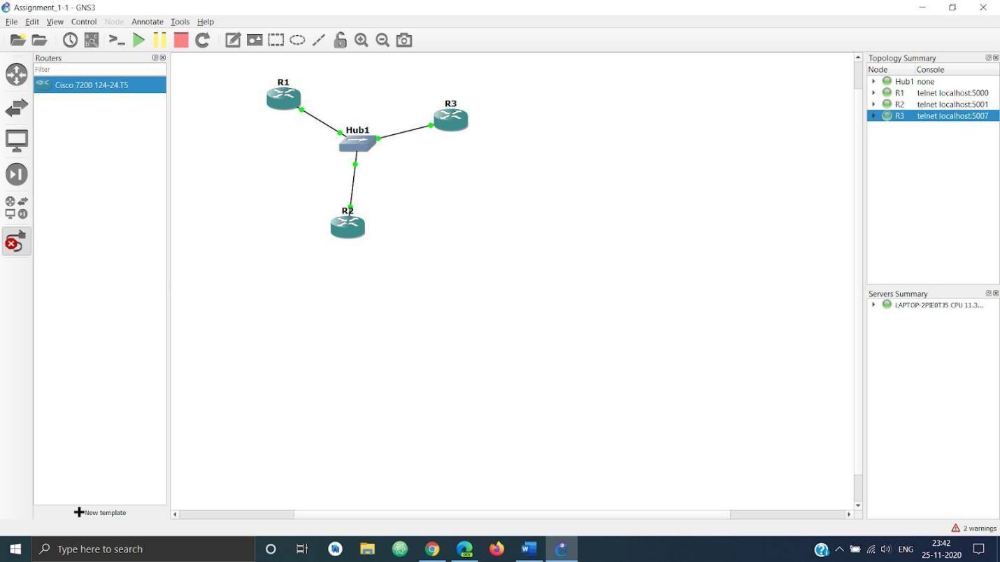 Assignment_1-1 - GNS3
File Edit View Control Node Annotate Tools Help
Routers
Filter
Cisco 7200 124-24.T5
New template
R1
R3
Hub1
R2
Topology Summary
Node Console
Hub1 none
R1 telnet localhost:5000
R2 telnet localhost:5001
R3 telnet localhost:5007
Servers Summary
LAPTOP-2PIE0TJ5 CPU 11.3...
2 warnings
Type here to search
DEV
ENG
23:42
25-11-2020